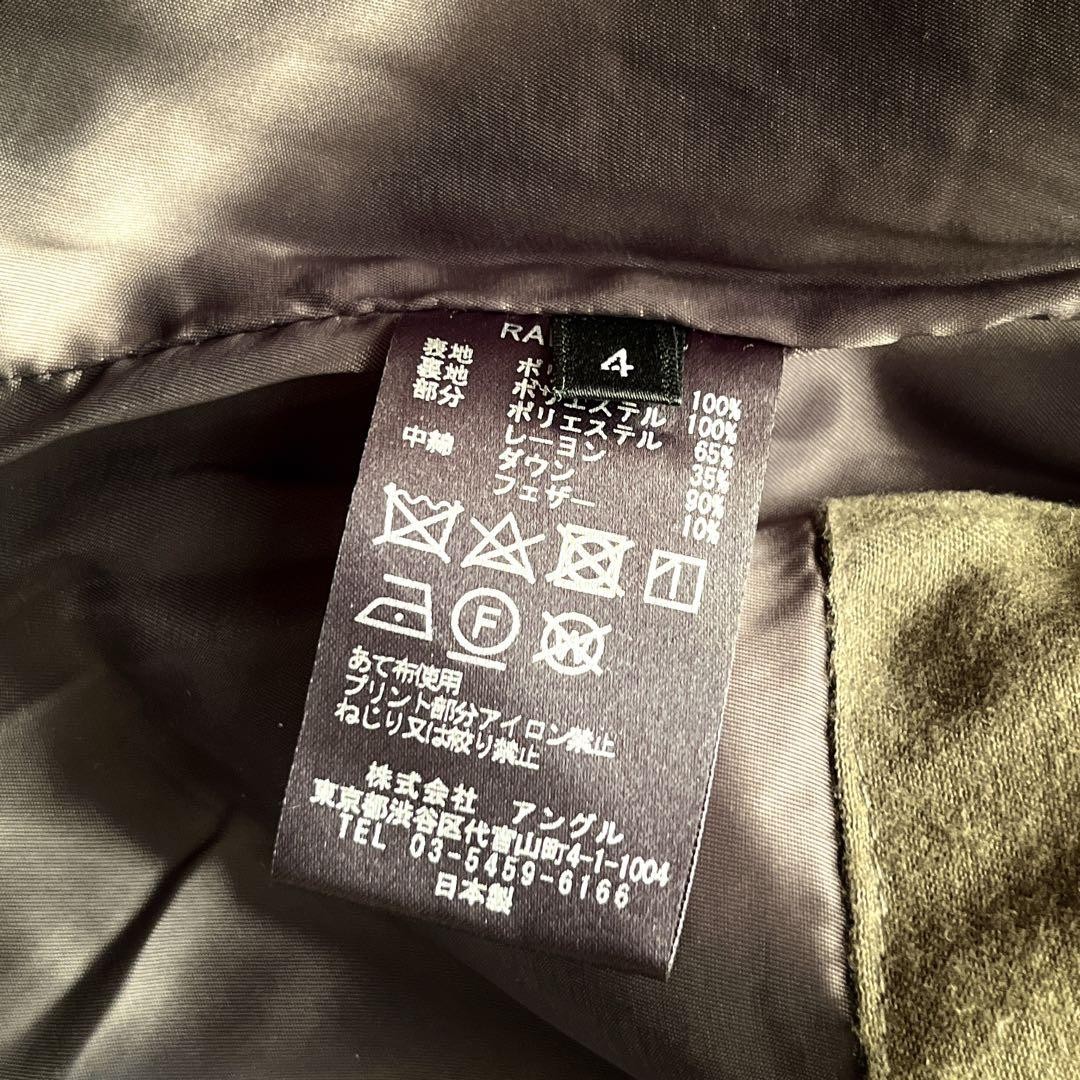 4
表地 100%
裏地 ポリエステル 100%
部分 ポリエステル 65%
レーヨン 35%
中綿 ダウン 90%
フェザー 10%
F
W
あて布使用
プリント部分アイロン禁止
ねじり又は絞り禁止
株式会社 アングル
東京都渋谷区代官山町4-1-1004
TEL 03-5459-6166
日本製